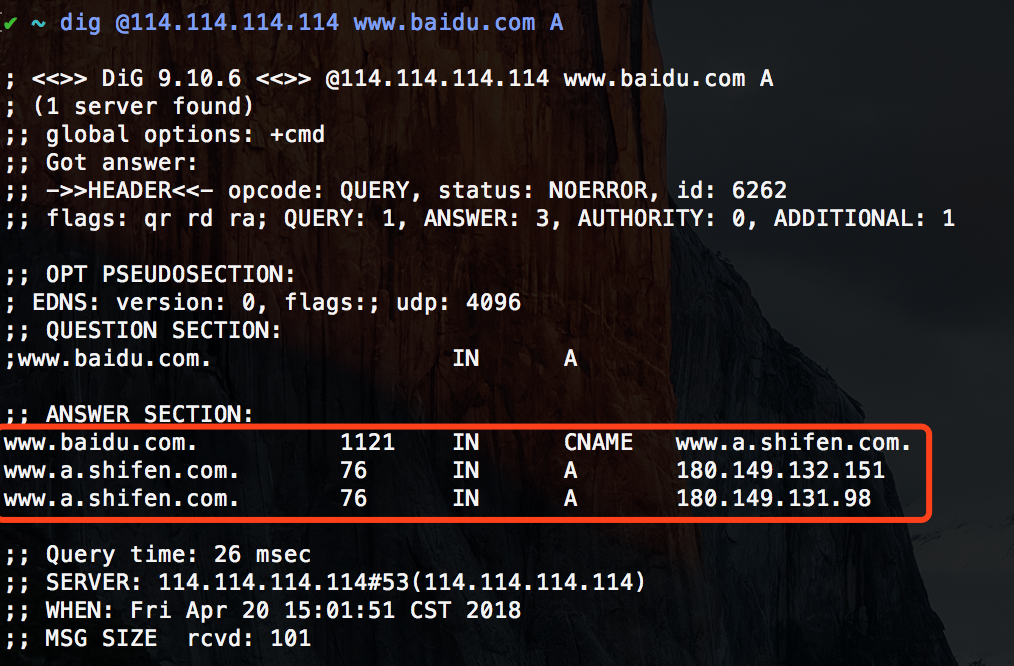 ✔ ~ dig @114.114.114.114 www.baidu.com A
; <<>> DiG 9.10.6 <<>> @114.114.114.114 www.baidu.com A
; (1 server found)
;; global options: +cmd
;; Got answer:
;; ->>HEADER<<- opcode: QUERY, status: NOERROR, id: 6262
;; flags: qr rd ra; QUERY: 1, ANSWER: 3, AUTHORITY: 0, ADDITIONAL: 1
;; OPT PSEUDOSECTION:
; EDNS: version: 0, flags:; udp: 4096
;; QUESTION SECTION:
;www.baidu.com. IN A
;; ANSWER SECTION:
www.baidu.com. 1121 IN CNAME www.a.shifen.com.
www.a.shifen.com. 76 IN A 180.149.132.151
www.a.shifen.com. 76 IN A 180.149.131.98
;; Query time: 26 msec
;; SERVER: 114.114.114.114#53(114.114.114.114)
;; WHEN: Fri Apr 20 15:01:51 CST 2018
;; MSG SIZE rcvd: 101